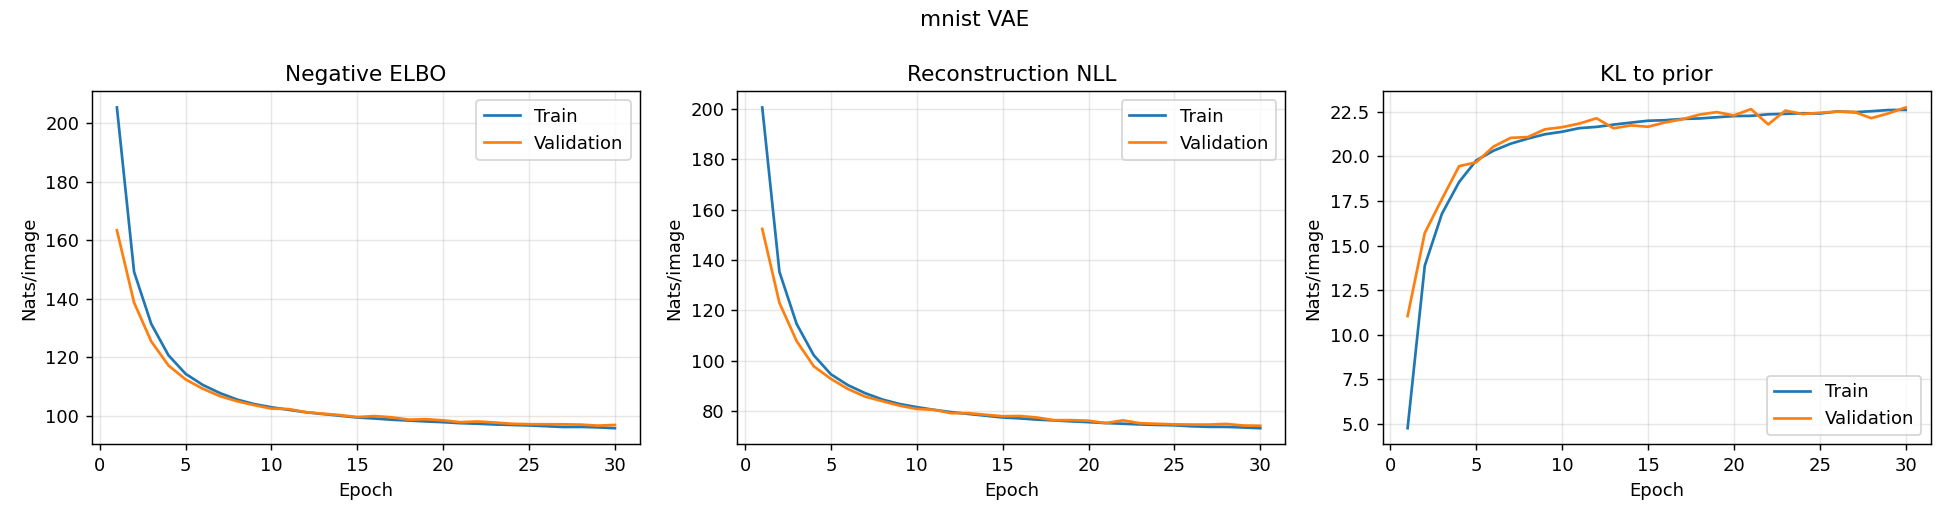 mnist VAE
Negative ELBO
Nats/image
200
180
160
140
120
100
0 5 10 15 20 25 30
Epoch
Train
Validation
Reconstruction NLL
Nats/image
200
180
160
140
120
100
80
0 5 10 15 20 25 30
Epoch
Train
Validation
KL to prior
Nats/image
22.5
20.0
17.5
15.0
12.5
10.0
7.5
5.0
0 5 10 15 20 25 30
Epoch
Train
Validation